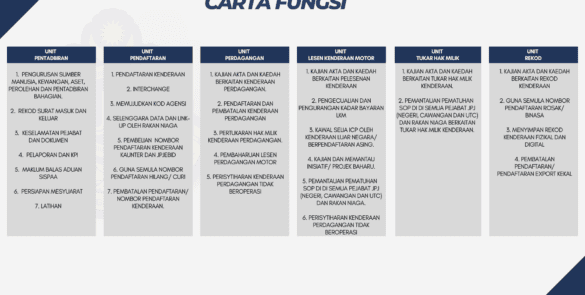 CARTA FUNGSI
UNIT
PENTADBIRAN
1. PENGURUSAN SUMBER
MANUSIA, KEWANGAN, ASET,
PEROLEHAN DAN PENTADBIRAN
BAHAGIAN.
2. REKOD SURAT MASUK DAN
KELUAR
3. KESELAMATAN PEJABAT
DAN DOKUMEN
4. PELAPORAN DAN KPI
5. MAKLUM BALAS ADUAN
SISPAA
6. PERSIAPAN MESYUARAT
7. LATIHAN
UNIT
PENDAFTARAN
1. PENDAFTARAN KENDERAAN
2. INTERCHANGE
3. MEWUJUDKAN KOD AGENSI
4. SELENGGARA DATA DAN LINK-
UP OLEH RAKAN NIAGA
5. PEMBELIAN NOMBOR
PENDAFTARAN KENDERAAN
KAUNTER DAN JPJEBID
6. GUNA SEMULA NOMBOR
PENDAFTARAN HILANG/ CURI
7. PEMBATALAN PENDAFTARAN/
NOMBOR PENDAFTARAN
KENDERAAN.
UNIT
PERDAGANGAN
1. KAJIAN AKTA DAN KAEDAH
BERKAITAN KENDERAAN
PERDAGANGAN.
2. PENDAFTARAN DAN
PEMBATALAN KENDERAAN
PERDAGANGAN
3. PERTUKARAN HAK MILIK
KENDERAAN PERDAGANGAN.
4. PEMBAHARUAN LESEN
PERDAGANGAN MOTOR
5. PERISYTIHARAN KENDERAAN
PERDAGANGAN TIDAK
BEROPERASI
UNIT
LESEN KENDERAAN MOTOR
1. KAJIAN AKTA DAN KAEDAH
BERKAITAN PELESENAN
KENDERAAN.
2. PENGECUALIAN DAN
PENGURANGAN KADAR BAYARAN
LKM
3. KAWAL SELIA ICP OLEH
KENDERAAN LUAR NEGARA/
BERPENDAFTARAN ASING.
4. KAJIAN DAN MEMANTAU
INISIATIF/ PROJEK BAHARU.
5. PEMANTAUAN PEMATUHAN
SOP DI DI SEMUA PEJABAT JPJ
(NEGERI, CAWANGAN DAN UTC)
DAN RAKAN NIAGA.
6. PERISYTIHARAN KENDERAAN
PERDAGANGAN TIDAK
BEROPERASI
UNIT
TUKAR HAK MILIK
1. KAJIAN AKTA DAN KAEDAH
BERKAITAN TUKAR HAK MILIK
KENDERAAN.
2. PEMANTAUAN PEMATUHAN
SOP DI DI SEMUA PEJABAT JPJ
(NEGERI, CAWANGAN DAN UTC)
DAN RAKAN NIAGA BERKAITAN
TUKAR HAK MILIK KENDERAAN.
UNIT
REKOD
1. KAJIAN AKTA DAN KAEDAH
BERKAITAN REKOD
KENDERAAN.
2. GUNA SEMULA NOMBOR
PENDAFTARAN ROSAK/
BINASA
3. MENYIMPAN REKOD
KENDERAAN FIZIKAL DAN
DIGITAL
4. PEMBATALAN
PENDAFTARAN/
PENDAFTARAN EXPORT KEKAL